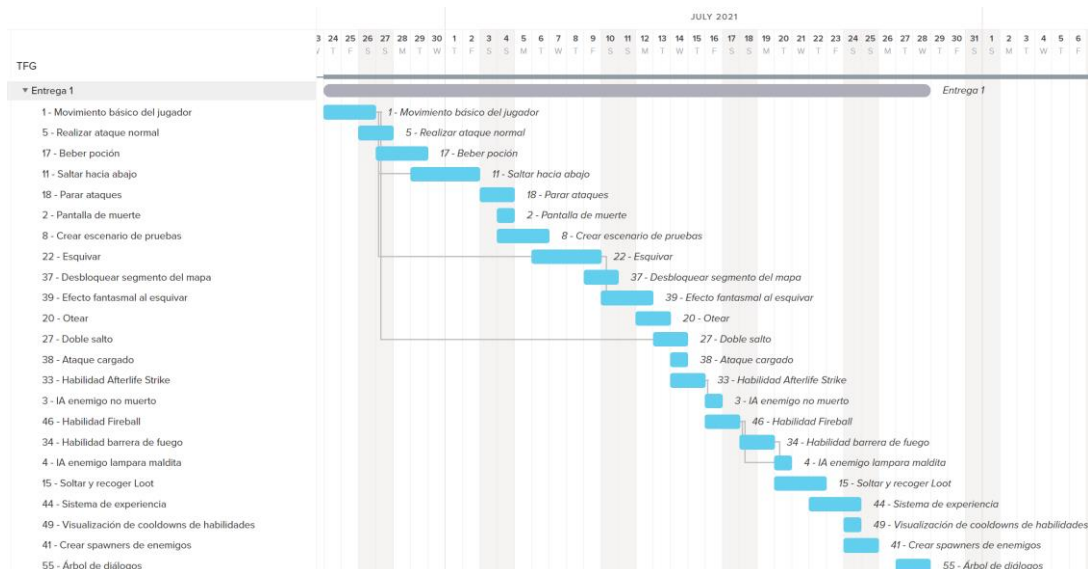 JULY 2021
3 24 25 26 27 28 29 30 1 2 3 4 5 6 7 8 9 10 11 12 13 14 15 16 17 18 19 20 21 22 23 24 25 26 27 28 29 30 31 1 2 3 4 5 6
T F S S M T W T F S S M T W T F S S M T W T F S S M T W T F S S M T W T F S S M T W T F
TFG
Entrega 1 Entrega 1
1 - Movimiento básico del jugador 1 - Movimiento básico del jugador
5 - Realizar ataque normal 5 - Realizar ataque normal
17 - Beber poción 17 - Beber poción
11 - Saltar hacia abajo 11 - Saltar hacia abajo
18 - Parar ataques 18 - Parar ataques
2 - Pantalla de muerte 2 - Pantalla de muerte
8 - Crear escenario de pruebas 8 - Crear escenario de pruebas
22 - Esquivar 22 - Esquivar
37 - Desbloquear segmento del mapa 37 - Desbloquear segmento del mapa
39 - Efecto fantasmal al esquivar 39 - Efecto fantasmal al esquivar
20 - Otear 20 - Otear
27 - Doble salto 27 - Doble salto
38 - Ataque cargado 38 - Ataque cargado
33 - Habilidad Afterlife Strike 33 - Habilidad Afterlife Strike
3 - IA enemigo no muerto 3 - IA enemigo no muerto
46 - Habilidad Fireball 46 - Habilidad Fireball
34 - Habilidad barrera de fuego 34 - Habilidad barrera de fuego
4 - IA enemigo lampara maldita 4 - IA enemigo lampara maldita
15 - Soltar y recoger Loot 15 - Soltar y recoger Loot
44 - Sistema de experiencia 44 - Sistema de experiencia
49 - Visualización de cooldowns de habilidades 49 - Visualización de cooldowns de habilidades
41 - Crear spawners de enemigos 41 - Crear spawners de enemigos
55 - Árbol de diálogos 55 - Árbol de diálogos